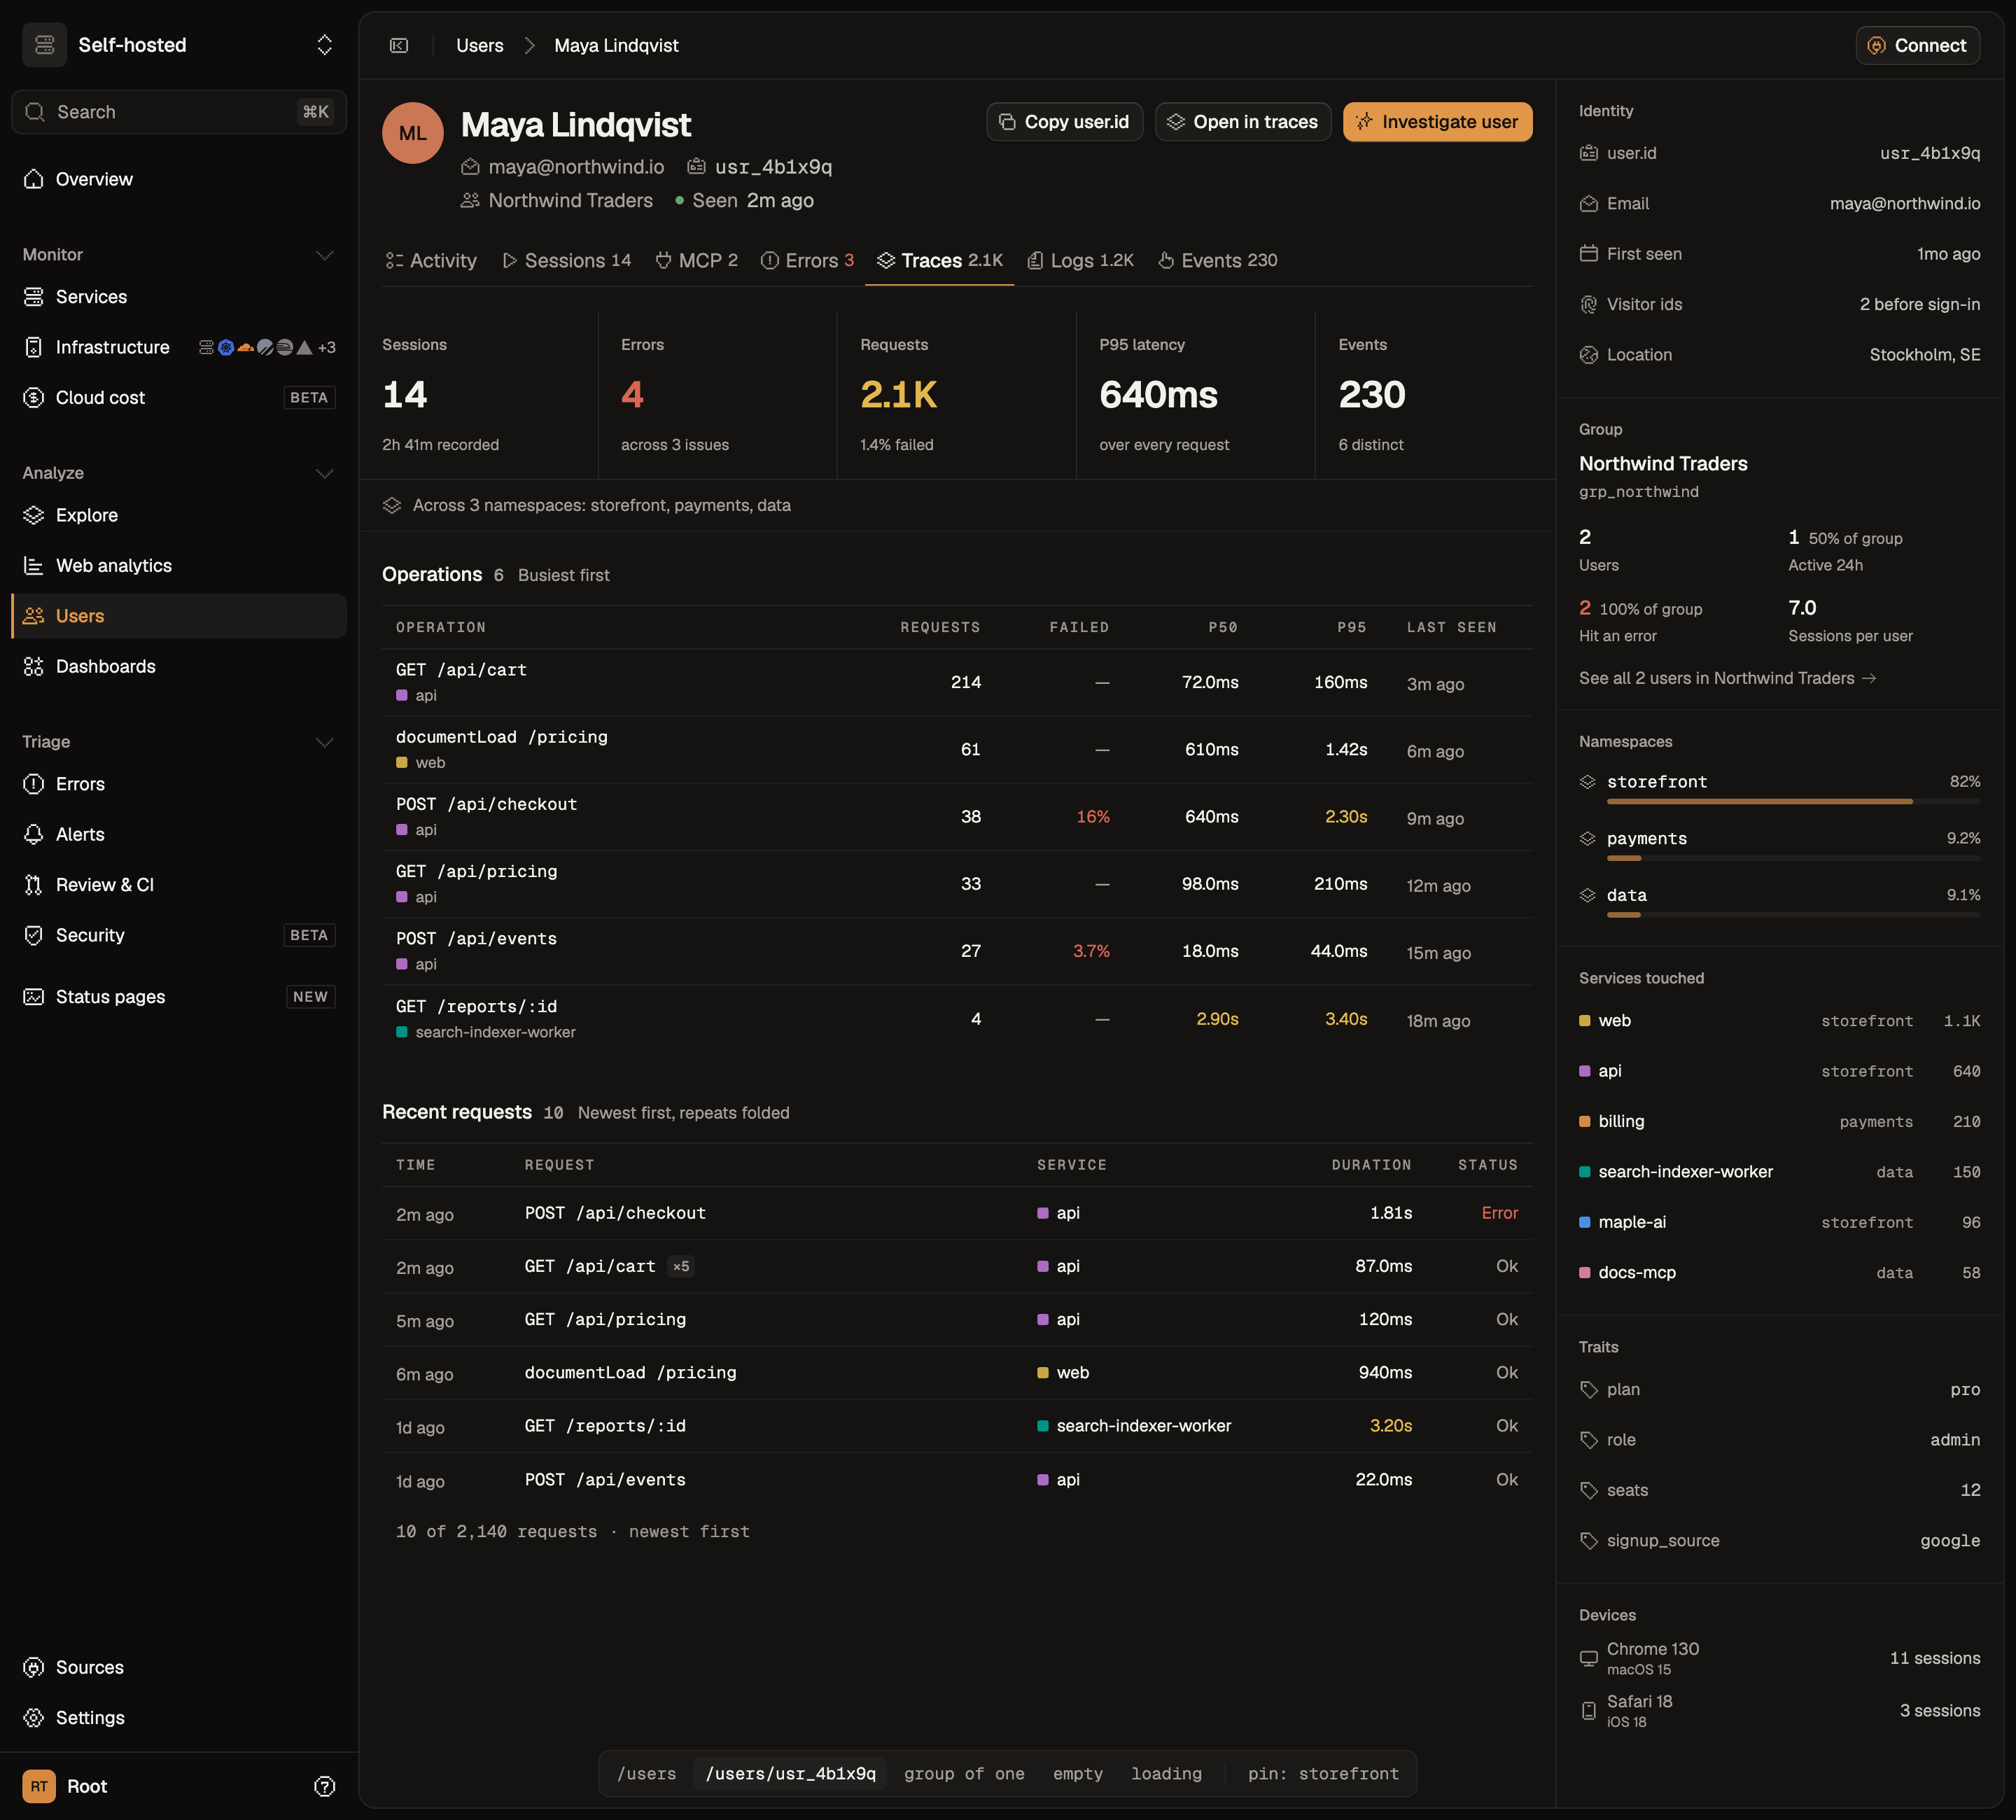 Self-hosted
Search ⌘K
Overview
Monitor
Services
Infrastructure +3
Cloud cost BETA
Analyze
Explore
Web analytics
Users
Dashboards
Triage
Errors
Alerts
Review & CI
Security BETA
Status pages NEW
Sources
Settings
RT Root
Users Maya Lindqvist
Connect
ML
Maya Lindqvist
maya@northwind.io usr_4b1x9q
Northwind Traders Seen 2m ago
Copy user.id Open in traces Investigate user
Activity Sessions 14 MCP 2 Errors 3 Traces 2.1K Logs 1.2K Events 230
Sessions Errors Requests P95 latency Events
14 4 2.1K 640ms 230
2h 41m recorded across 3 issues 1.4% failed over every request 6 distinct
Across 3 namespaces: storefront, payments, data
Operations 6 Busiest first
OPERATION REQUESTS FAILED P50 P95 LAST SEEN
GET /api/cart 214 — 72.0ms 160ms 3m ago
api
documentLoad /pricing 61 — 610ms 1.42s 6m ago
web
POST /api/checkout 38 16% 640ms 2.30s 9m ago
api
GET /api/pricing 33 — 98.0ms 210ms 12m ago
api
POST /api/events 27 3.7% 18.0ms 44.0ms 15m ago
api
GET /reports/:id 4 — 2.90s 3.40s 18m ago
search-indexer-worker
Recent requests 10 Newest first, repeats folded
TIME REQUEST SERVICE DURATION STATUS
2m ago POST /api/checkout api 1.81s Error
2m ago GET /api/cart ×5 api 87.0ms Ok
5m ago GET /api/pricing api 120ms Ok
6m ago documentLoad /pricing web 940ms Ok
1d ago GET /reports/:id search-indexer-worker 3.20s Ok
1d ago POST /api/events api 22.0ms Ok
10 of 2,140 requests · newest first
/users /users/usr_4b1x9q group of one empty loading pin: storefront
Identity
user.id usr_4b1x9q
Email maya@northwind.io
First seen 1mo ago
Visitor ids 2 before sign-in
Location Stockholm, SE
Group
Northwind Traders
grp_northwind
2 1 50% of group
Users Active 24h
2 100% of group 7.0
Hit an error Sessions per user
See all 2 users in Northwind Traders →
Namespaces
storefront 82%
payments 9.2%
data 9.1%
Services touched
web storefront 1.1K
api storefront 640
billing payments 210
search-indexer-worker data 150
maple-ai storefront 96
docs-mcp data 58
Traits
plan pro
role admin
seats 12
signup_source google
Devices
Chrome 130 11 sessions
macOS 15
Safari 18 3 sessions
iOS 18